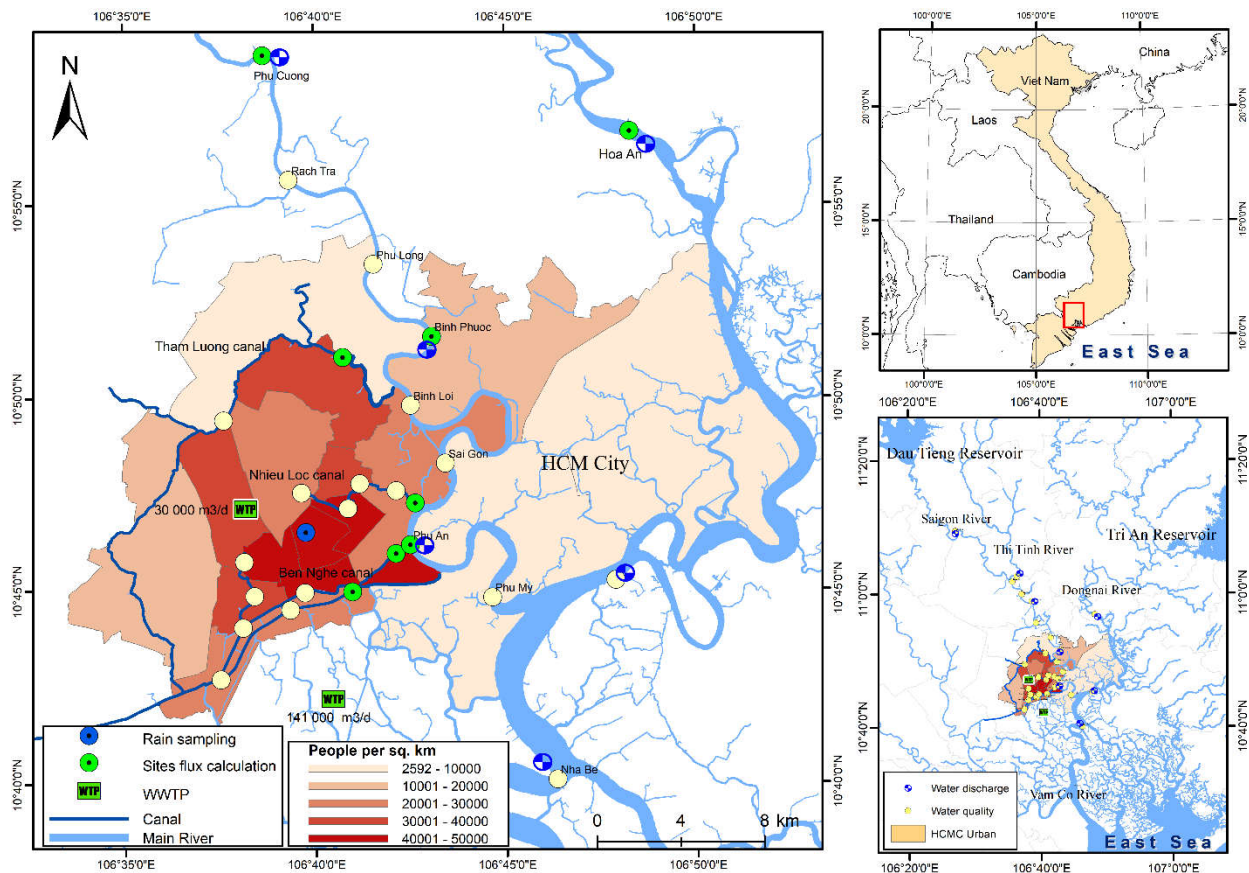 106°35'0"E
106°40'0"E
106°45'0"E
106°50'0"E
N
Phu Cuong
Hoa An
Rach Tra
10°55'0"N
10°55'0"N
Phu Long
Binh Phuoc
Tham Luong canal
10°50'0"N
10°50'0"N
Binh Loi
Sai Gon
HCM City
Nhieu Loc canal
30 000 m3/d
WTP
Phu An
Ben Nghe canal
10°45'0"N
10°45'0"N
Phu My
WTP
141 000 m3/d
Nha Be
10°40'0"N
10°40'0"N
Rain sampling
Sites flux calculation
WTP
WWTP
Canal
Main River
People per sq. km
2592 - 10000
10001 - 20000
20001 - 30000
30001 - 40000
40001 - 50000
0
4
8 km
106°35'0"E
106°40'0"E
106°45'0"E
106°50'0"E
100°0'0"E
105°0'0"E
110°0'0"E
China
Viet Nam
20°0'0"N
20°0'0"N
Laos
Thailand
15°0'0"N
15°0'0"N
Cambodia
10°0'0"N
10°0'0"N
East Sea
100°0'0"E
105°0'0"E
110°0'0"E
106°20'0"E
106°40'0"E
107°0'0"E
Dau Tieng Reservoir
11°20'0"N
11°20'0"N
Saigon River
Tri An Reservoir
Thi Tinh River
11°0'0"N
11°0'0"N
Dongnai River
WTP
WTP
10°40'0"N
10°40'0"N
Vam Co River
Water discharge
Water quality
HCMC Urban
East Sea
106°20'0"E
106°40'0"E
107°0'0"E